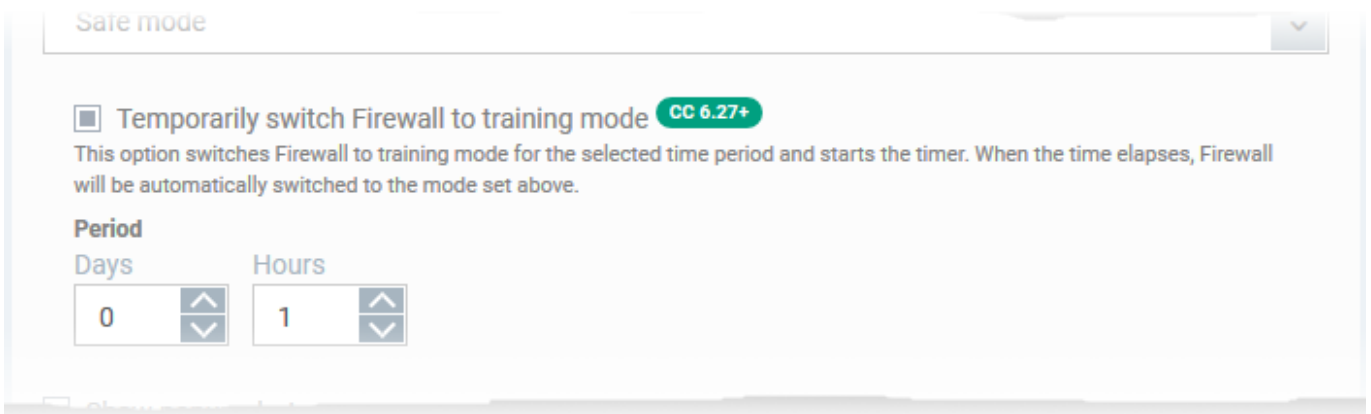 Safe mode
Temporarily switch Firewall to training mode CC 6.27+
This option switches Firewall to training mode for the selected time period and starts the timer. When the time elapses, Firewall
will be automatically switched to the mode set above.
Period
Days Hours
0 1